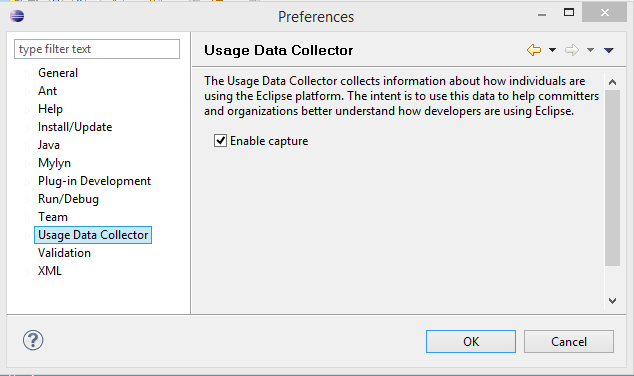 Preferences
type filter text
General
Ant
Help
Install/Update
Java
Mylyn
Plug-in Development
Run/Debug
Team
Usage Data Collector
Validation
XML
Usage Data Collector
The Usage Data Collector collects information about how individuals are
using the Eclipse platform. The intent is to use this data to help committers
and organizations better understand how developers are using Eclipse.
Enable capture
OK
Cancel